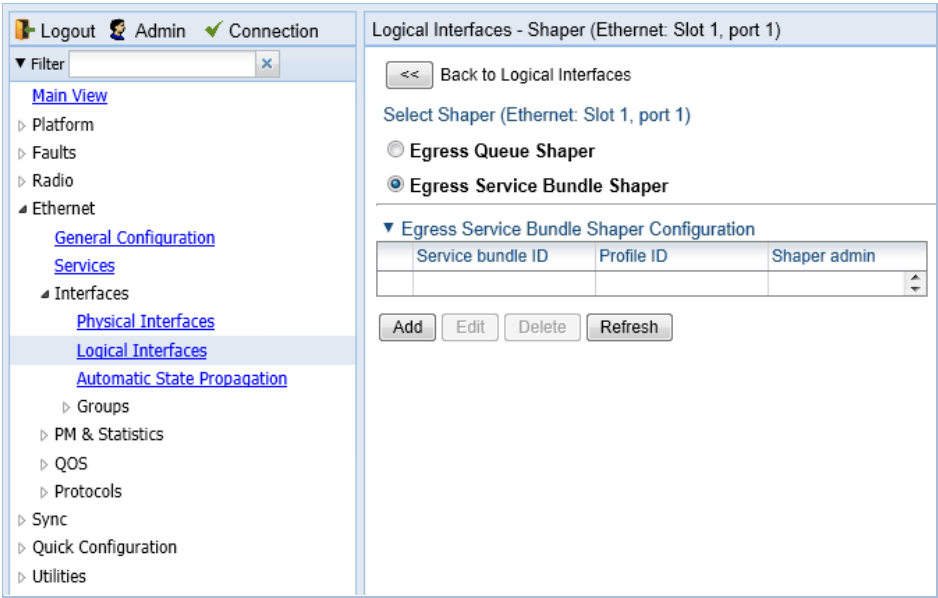 Logout Admin Connection
Filter
Main View
Platform
Faults
Radio
Ethernet
General Configuration
Services
Interfaces
Physical Interfaces
Logical Interfaces
Automatic State Propagation
Groups
PM & Statistics
QOS
Protocols
Sync
Quick Configuration
Utilities
Logical Interfaces - Shaper (Ethernet: Slot 1, port 1)
<< Back to Logical Interfaces
Select Shaper (Ethernet: Slot 1, port 1)
Egress Queue Shaper
Egress Service Bundle Shaper
Egress Service Bundle Shaper Configuration
Service bundle ID Profile ID Shaper admin
Add Edit Delete Refresh